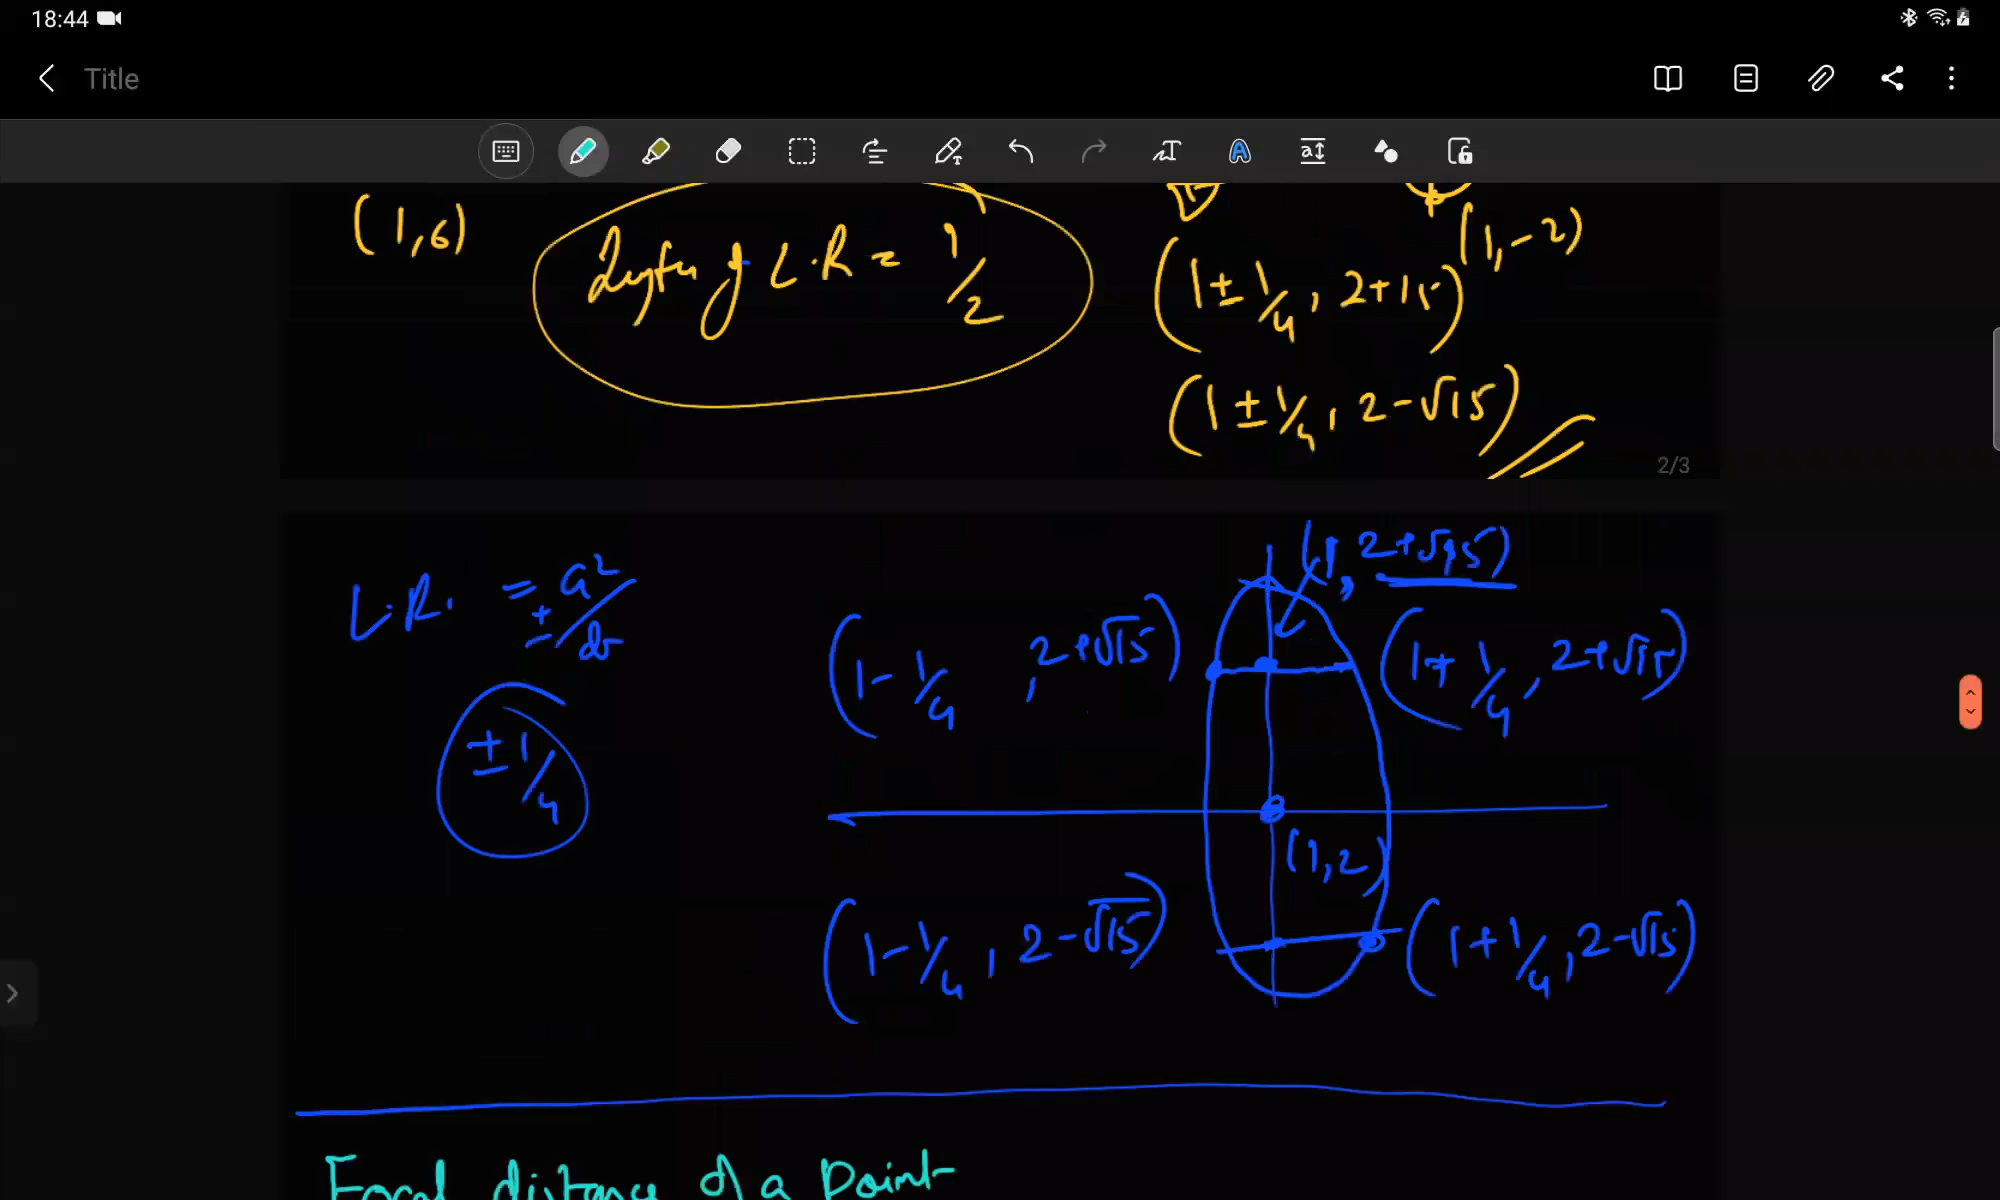 18:44
Title
(1,6)
Length of L.R = 1/2
(1,-2)
(1 ± 1/4, 2+√15)
(1 ± 1/4, 2-√15)
2/3
L.R. = ± a²/b
(1, 2+√15)
(1 - 1/4, 2+√15)
(1 + 1/4, 2+√15)
± 1/4
(1,2)
(1 - 1/4, 2-√15)
(1 + 1/4, 2-√15)
Focal distance of a point